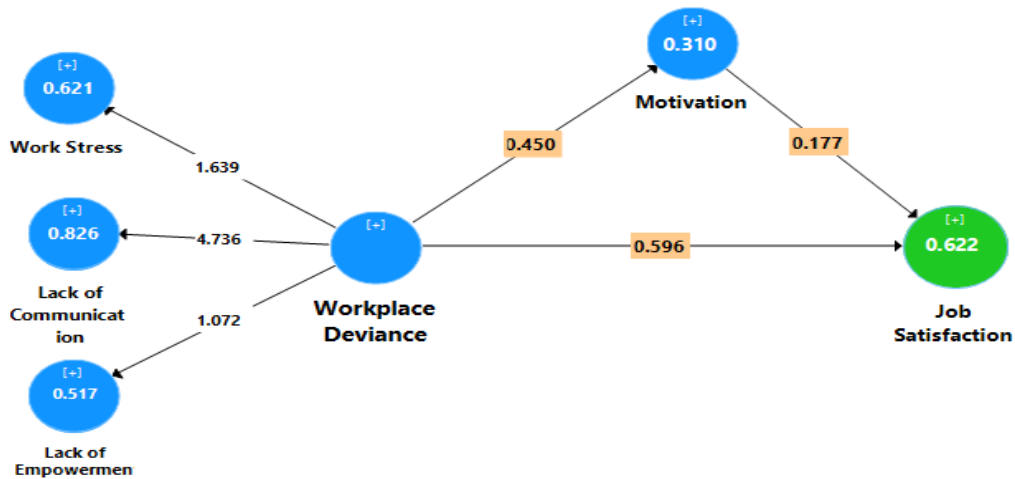 [+]
0.310
Motivation
[+]
0.621
Work Stress
1.639
0.450
0.177
[+]
0.826
Lack of
Communicat
ion
4.736
[+]
Workplace
Deviance
0.596
[+]
0.622
Job
Satisfaction
1.072
[+]
0.517
Lack of
Empowermen